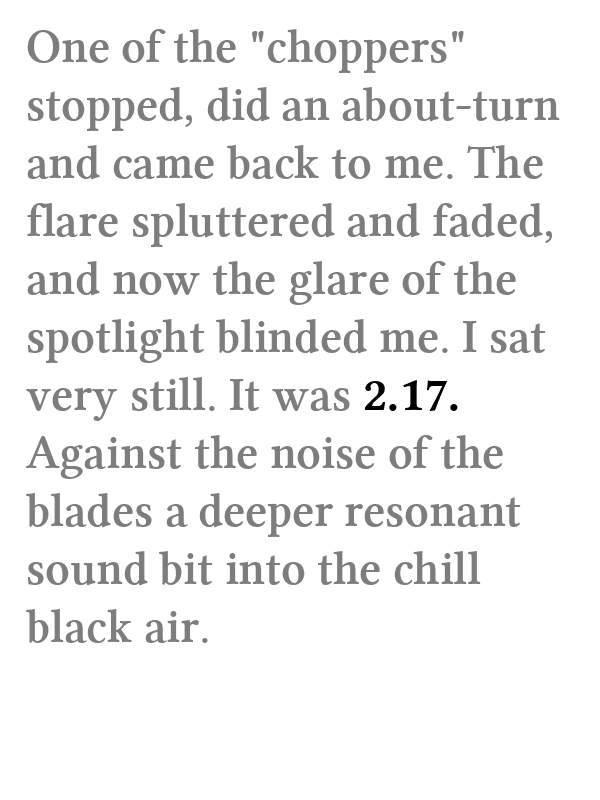 One of the "choppers"
stopped, did an about-turn
and came back to me. The
flare spluttered and faded,
and now the glare of the
spotlight blinded me. I sat
very still. It was 2.17.
Against the noise of the
blades a deeper resonant
sound bit into the chill
black air.